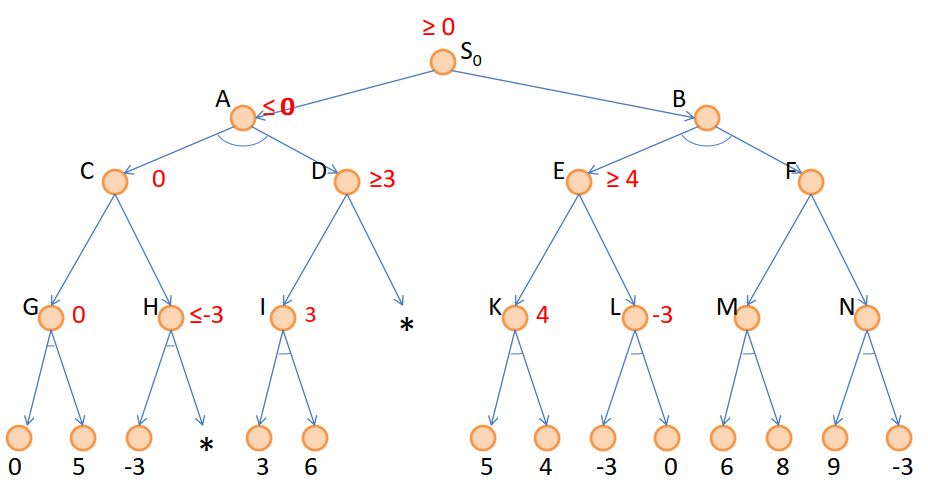 ≥ 0
S₀
A ≤ 0 B
C 0 D ≥3 E ≥ 4 F
G 0 H ≤-3 I 3 * K 4 L -3 M N
*
0 5 -3 3 6 5 4 -3 0 6 8 9 -3